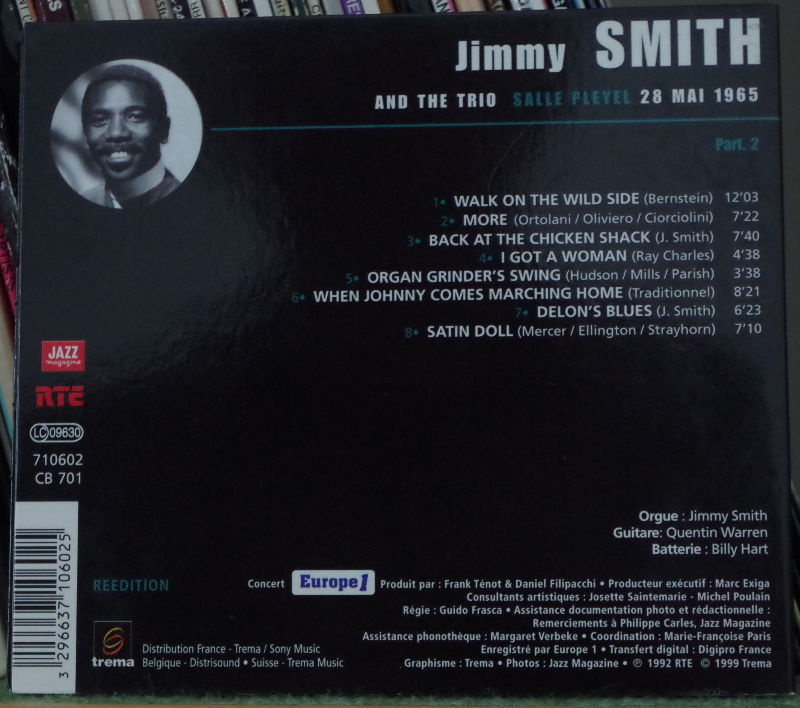 Jimmy SMITH
AND THE TRIO SALLE PLEYEL 28 MAI 1965
Part. 2
1• WALK ON THE WILD SIDE (Bernstein) 12'03
2• MORE (Ortolani / Oliviero / Ciorciolini) 7'22
3• BACK AT THE CHICKEN SHACK (J. Smith) 7'40
4• I GOT A WOMAN (Ray Charles) 4'38
5• ORGAN GRINDER'S SWING (Hudson / Mills / Parish) 3'38
6• WHEN JOHNNY COMES MARCHING HOME (Traditionnel) 8'21
7• DELON'S BLUES (J. Smith) 6'23
8• SATIN DOLL (Mercer / Ellington / Strayhorn) 7'10
JAZZ
magazine
RTE
LC 09630
710602
CB 701
3 296637 106025
Orgue : Jimmy Smith
Guitare: Quentin Warren
Batterie : Billy Hart
REEDITION
Concert Europe 1 Produit par : Frank Ténot & Daniel Filipacchi • Producteur exécutif : Marc Exiga
Consultants artistiques : Josette Saintemarie - Michel Poulain
Régie : Guido Frasca • Assistance documentation photo et rédactionnelle :
Remerciements à Philippe Carles, Jazz Magazine
Assistance phonothèque : Margaret Verbeke • Coordination : Marie-Françoise Paris
Enregistré par Europe 1 • Transfert digital : Digipro France
Graphisme : Trema • Photos : Jazz Magazine • ℗ 1992 RTE © 1999 Trema
trema
Distribution France - Trema / Sony Music
Belgique - Distrisound • Suisse - Trema Music